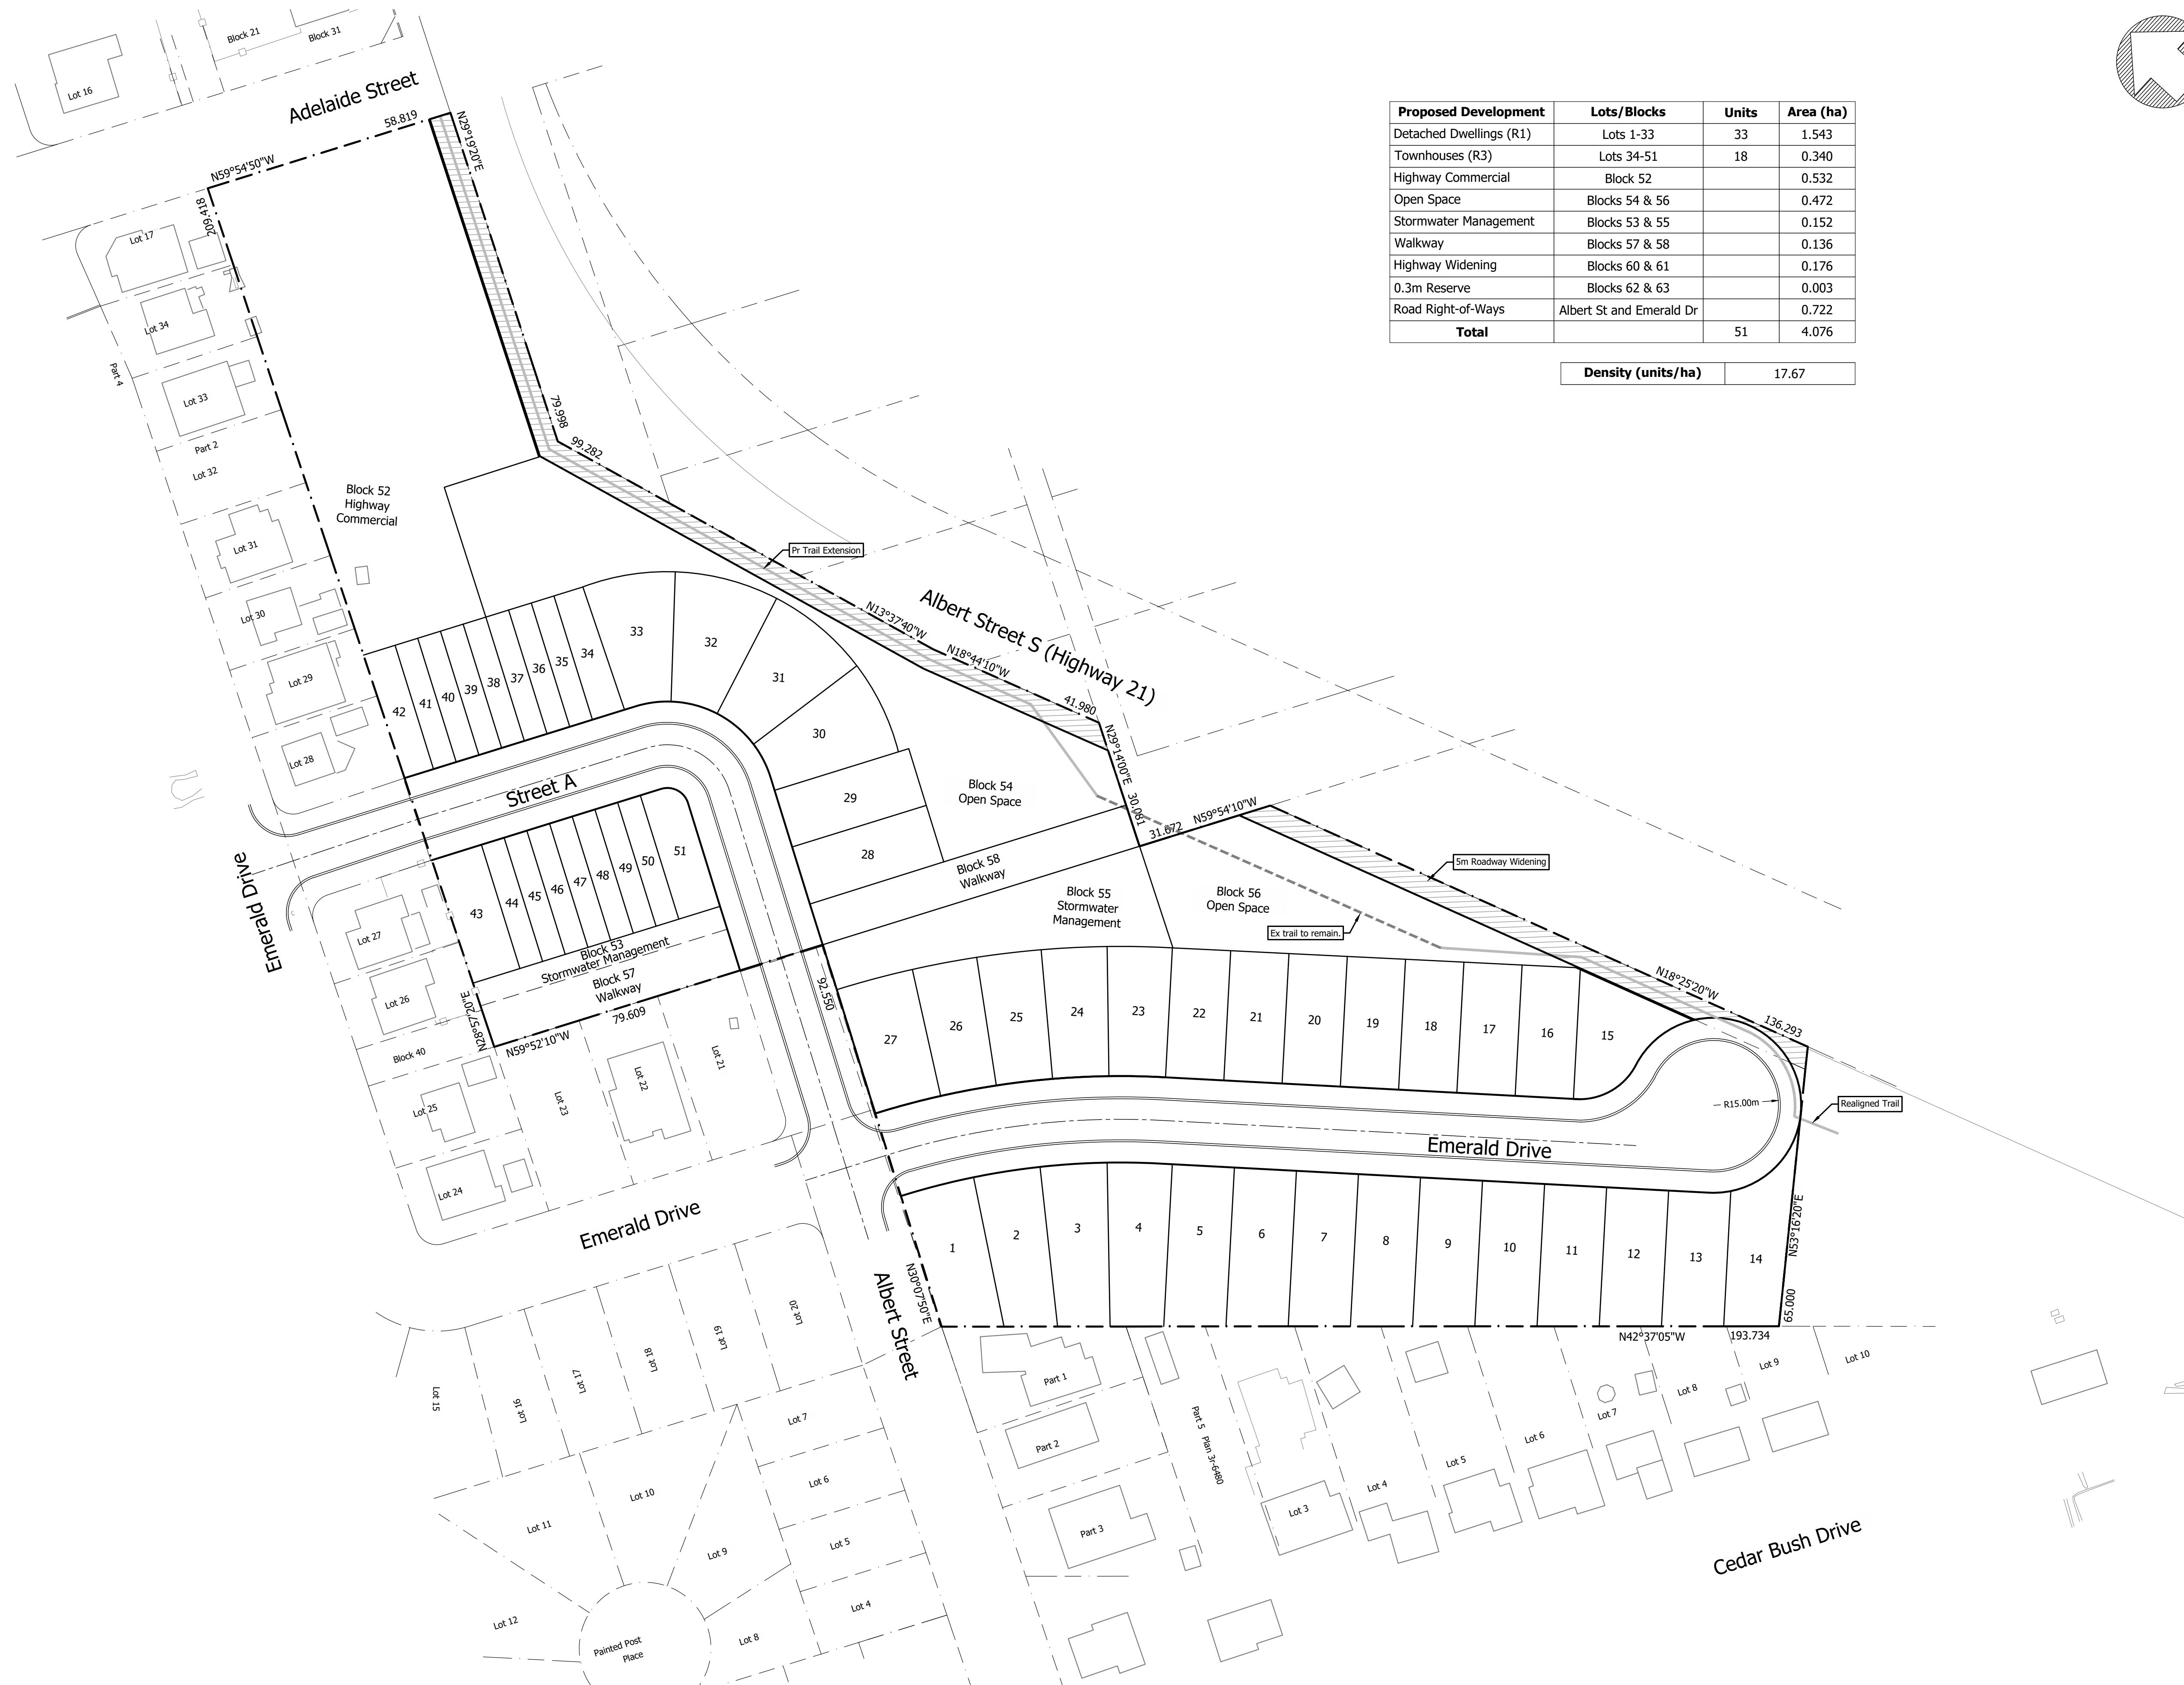 Block 21
Block 31
Lot 16
Adelaide Street
58.819
N29°19'20"E
N59°54'50"W
209.418
Proposed Development Lots/Blocks Units Area (ha)
Detached Dwellings (R1) Lots 1-33 33 1.543
Townhouses (R3) Lots 34-51 18 0.340
Highway Commercial Block 52 0.532
Open Space Blocks 54 & 56 0.472
Stormwater Management Blocks 53 & 55 0.152
Walkway Blocks 57 & 58 0.136
Highway Widening Blocks 60 & 61 0.176
0.3m Reserve Blocks 62 & 63 0.003
Road Right-of-Ways Albert St and Emerald Dr 0.722
Total 51 4.076
Density (units/ha) 17.67
Lot 17
Lot 34
Part 4
Lot 33
Part 2
Lot 32
Lot 31
Lot 30
Lot 29
Lot 28
79.998
99.282
Block 52
Highway
Commercial
Pr Trail Extension
N13°37'40"W
N18°44'10"W
41.980
Albert Street S (Highway 21)
N29°14'00"E
30.081
31.672
N59°54'10"W
42
41
40
39
38
37
36
35
34
33
32
31
30
29
28
Street A
Block 54
Open Space
Block 58
Walkway
Block 55
Stormwater
Management
Block 56
Open Space
5m Roadway Widening
Ex trail to remain.
N18°25'20"W
136.293
Emerald Drive
43
44
45
46
47
48
49
50
51
Block 53
Stormwater Management
Block 57
Walkway
79.609
N59°52'10"W
N28°57'20"E
92.550
Lot 27
Lot 26
Block 40
Lot 25
Lot 24
Lot 23
Lot 22
Lot 21
27
26
25
24
23
22
21
20
19
18
17
16
15
R15.00m
Realigned Trail
Emerald Drive
N53°16'20"E
65.000
1
2
3
4
5
6
7
8
9
10
11
12
13
14
N42°37'05"W
193.734
N30°07'50"E
Emerald Drive
Albert Street
Lot 15
Lot 16
Lot 17
Lot 18
Lot 19
Lot 20
Lot 7
Lot 6
Lot 5
Lot 4
Lot 8
Lot 9
Lot 10
Lot 11
Lot 12
Painted Post
Place
Part 1
Part 2
Part 3
Part 5 Plan 3r-6480
Lot 3
Lot 4
Lot 5
Lot 6
Lot 7
Lot 8
Lot 9
Lot 10
Cedar Bush Drive